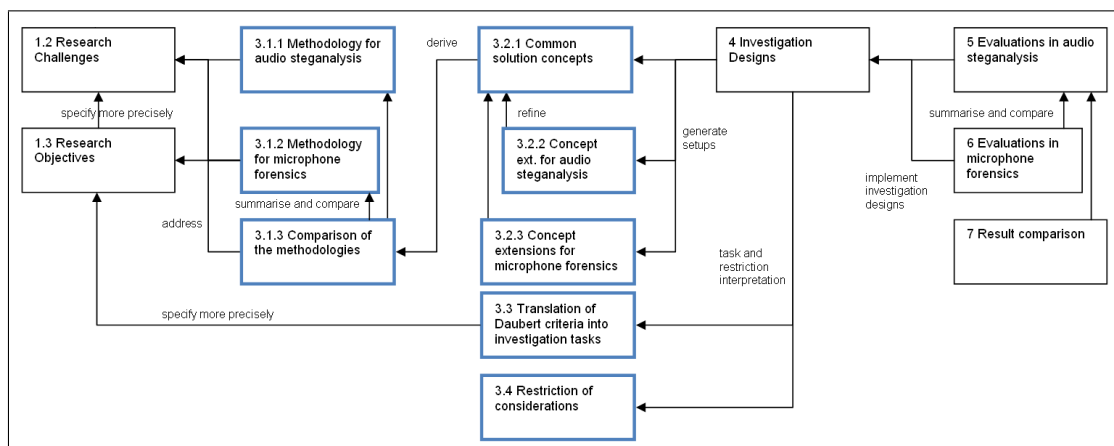 1.2 Research
Challenges
3.1.1 Methodology for
audio steganalysis
derive
3.2.1 Common
solution concepts
4 Investigation
Designs
5 Evaluations in audio
steganalysis
specify more precisely
refine
summarise and compare
1.3 Research
Objectives
3.1.2 Methodology
for microphone
forensics
3.2.2 Concept
ext. for audio
steganalysis
generate
setups
6 Evaluations in
microphone
forensics
implement
investigation
designs
summarise and compare
address
3.1.3 Comparison of
the methodologies
3.2.3 Concept
extensions for
microphone forensics
7 Result comparison
task and
restriction
interpretation
specify more precisely
3.3 Translation of
Daubert criteria into
investigation tasks
3.4 Restriction of
considerations